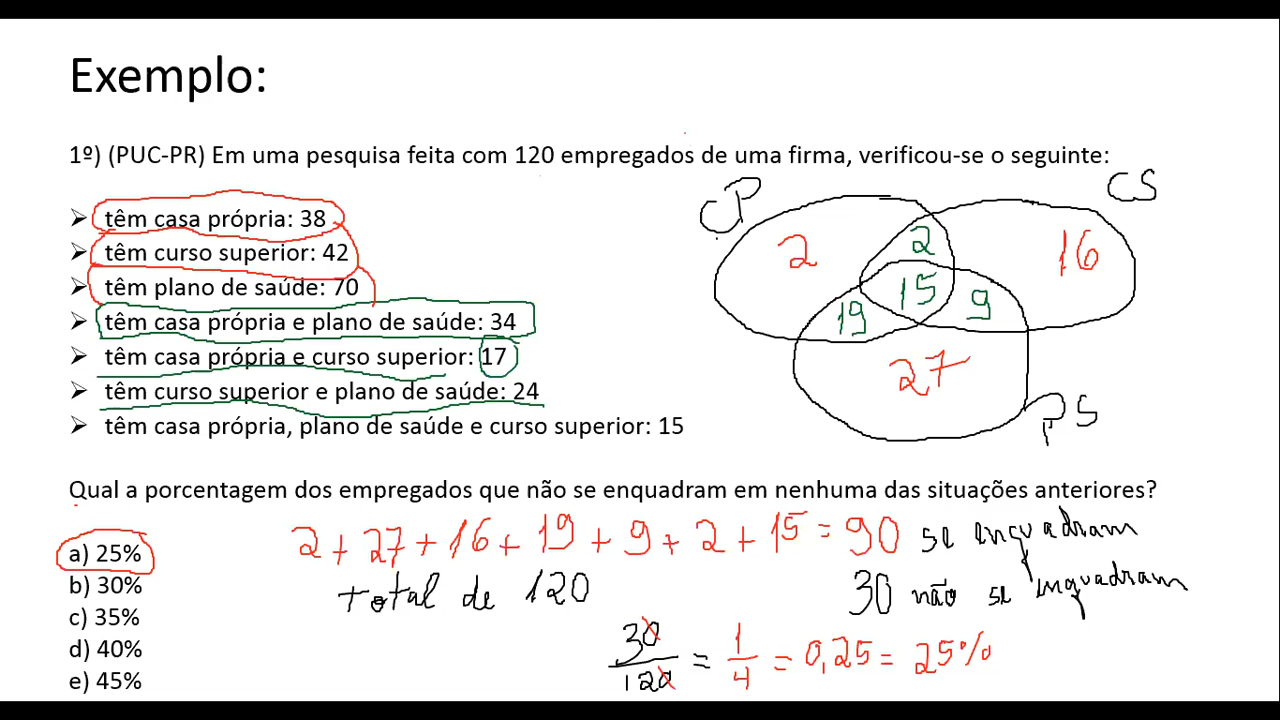 Exemplo:
1º) (PUC-PR) Em uma pesquisa feita com 120 empregados de uma firma, verificou-se o seguinte:
têm casa própria: 38
têm curso superior: 42
têm plano de saúde: 70
têm casa própria e plano de saúde: 34
têm casa própria e curso superior: 17
têm curso superior e plano de saúde: 24
têm casa própria, plano de saúde e curso superior: 15
CP
CS
2
2
16
15
19
9
27
PS
Qual a porcentagem dos empregados que não se enquadram em nenhuma das situações anteriores?
a) 25%
b) 30%
c) 35%
d) 40%
e) 45%
2 + 27 + 16 + 19 + 9 + 2 + 15 = 90 se enquadram
total de 120
30 não se enquadram
30/120 = 1/4 = 0,25 = 25%